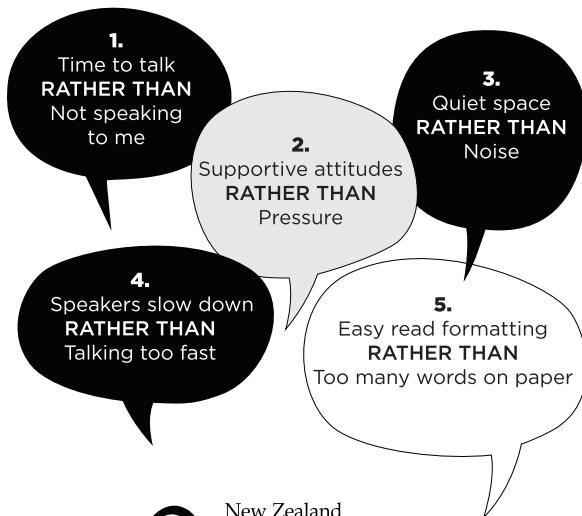 1.
Time to talk
RATHER THAN
Not speaking
to me
2.
Supportive attitudes
RATHER THAN
Pressure
3.
Quiet space
RATHER THAN
Noise
4.
Speakers slow down
RATHER THAN
Talking too fast
5.
Easy read formatting
RATHER THAN
Too many words on paper
New Zealand